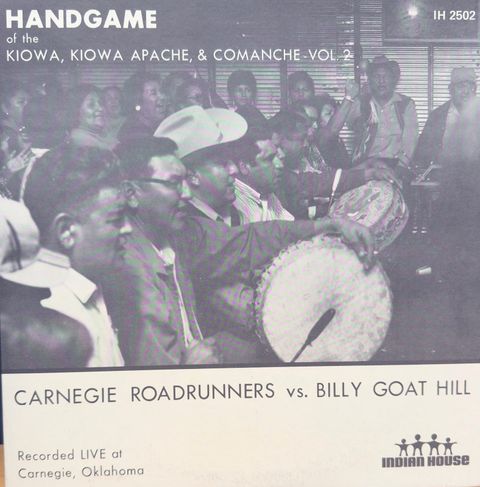 HANDGAME
IH 2502
of the
KIOWA, KIOWA APACHE, & COMANCHE-VOL. 2
CARNEGIE ROADRUNNERS vs. BILLY GOAT HILL
Recorded LIVE at
Carnegie, Oklahoma
INDIAN HOUSE